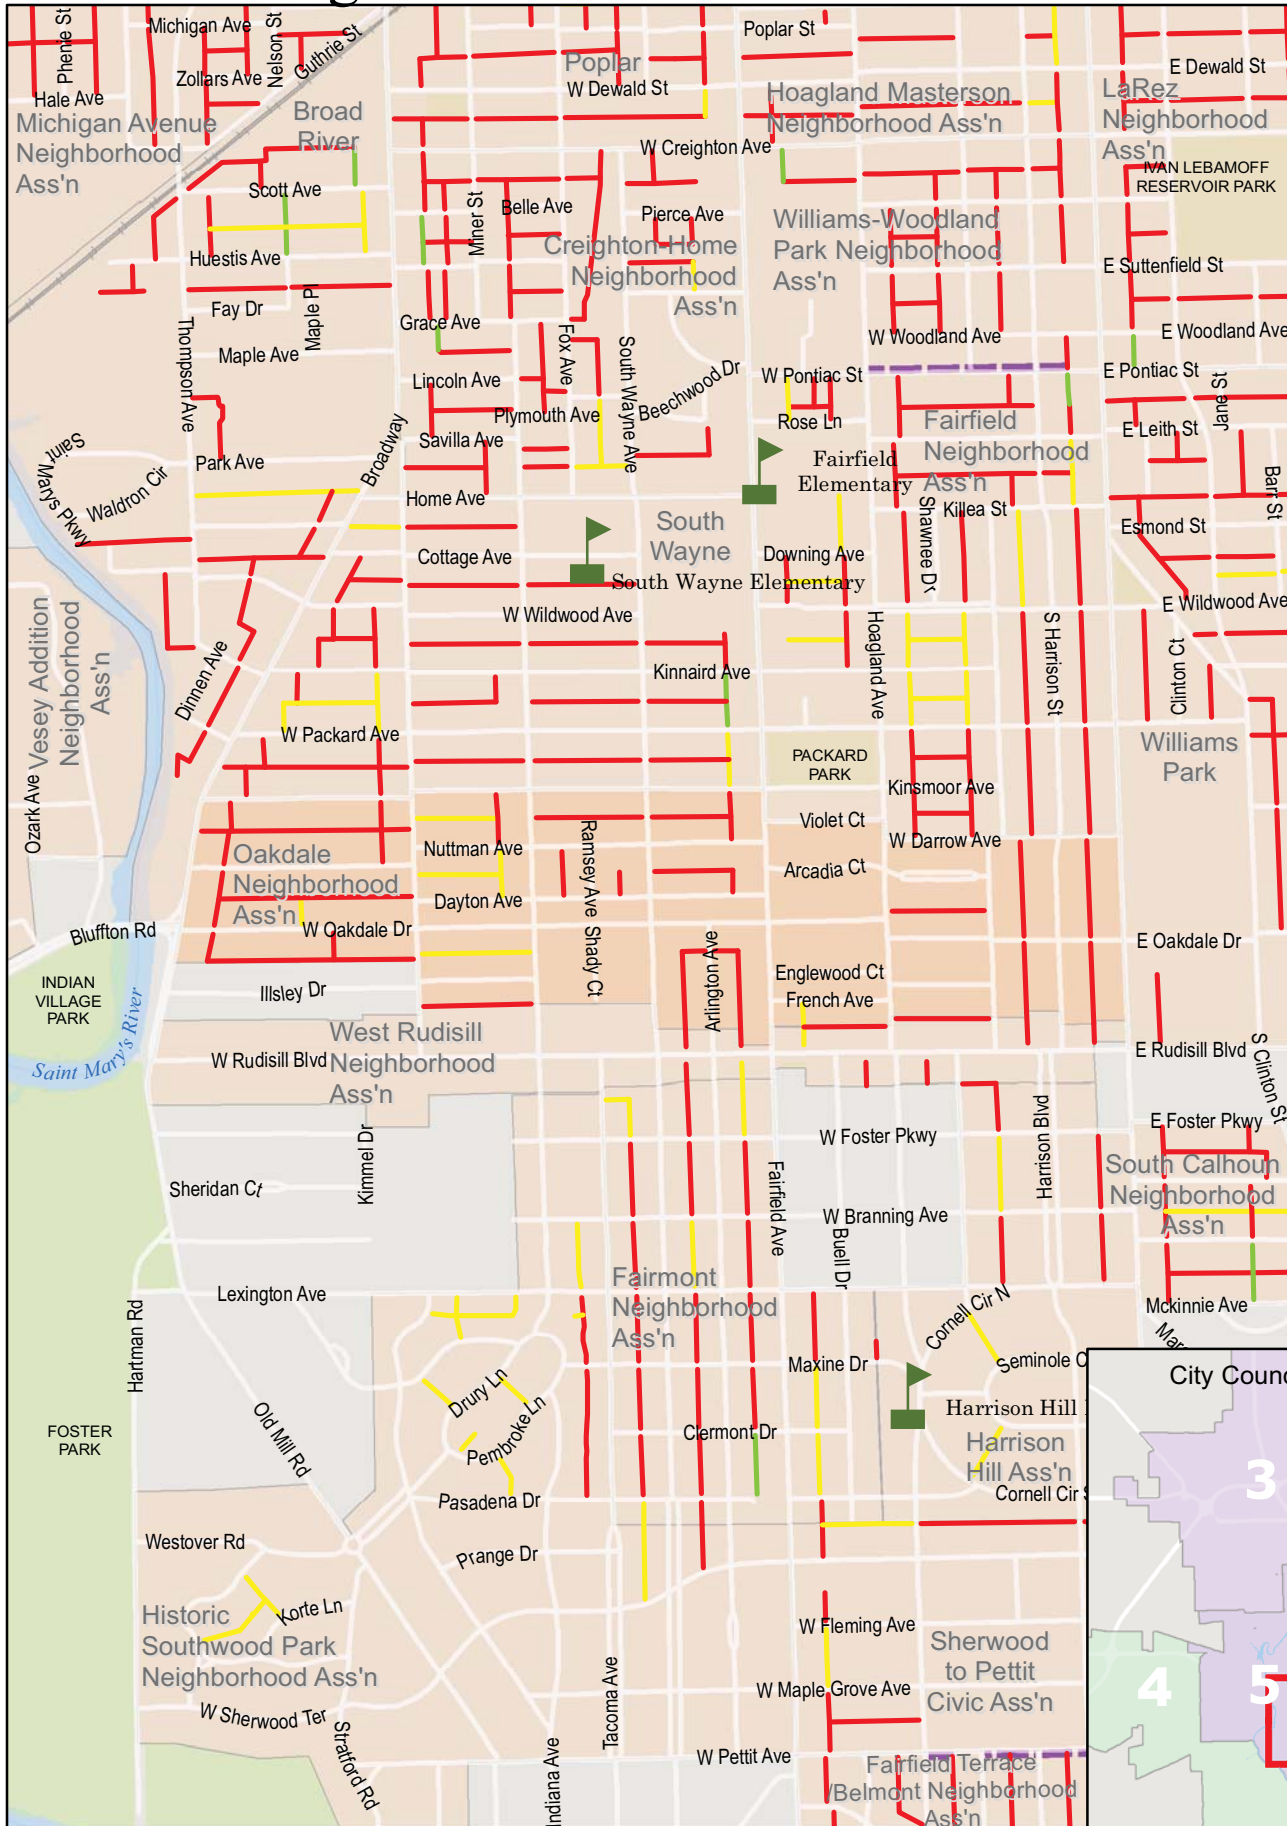 Phenie St
Michigan Ave
Nelson St
Guthrie St
Zollars Ave
Hale Ave
Michigan Avenue
Neighborhood
Ass'n
Broad
River
Poplar
W Dewald St
Poplar St
Hoagland Masterson
Neighborhood Ass'n
E Dewald St
LaRez
Neighborhood
Ass'n
IVAN LEBAMOFF
RESERVOIR PARK
W Creighton Ave
Scott Ave
Miner St
Belle Ave
Pierce Ave
Creighton-Home
Neighborhood
Ass'n
Williams-Woodland
Park Neighborhood
Ass'n
Huestis Ave
E Suttenfield St
Fay Dr
Maple Pl
Thompson Ave
Maple Ave
Grace Ave
Fox Ave
South Wayne Ave
Beechwood Dr
W Woodland Ave
E Woodland Ave
Lincoln Ave
W Pontiac St
E Pontiac St
Jane St
Plymouth Ave
Rose Ln
Fairfield
Neighborhood
Ass'n
E Leith St
Savilla Ave
Broadway
Saint Marys Pkwy
Waldron Cir
Park Ave
Fairfield
Elementary
Home Ave
Shawnee Dr
Killea St
Barr St
Esmond St
South
Wayne
Cottage Ave
Downing Ave
South Wayne Elementary
W Wildwood Ave
E Wildwood Ave
Vesey Addition
Neighborhood
Ass'n
Dinnen Ave
Hoagland Ave
S Harrison St
Clinton Ct
Kinnaird Ave
W Packard Ave
PACKARD
PARK
Williams
Park
Ozark Ave
Kinsmoor Ave
Violet Ct
Nuttman Ave
Ramsey Ave
W Darrow Ave
Oakdale
Neighborhood
Ass'n
Arcadia Ct
Dayton Ave
W Oakdale Dr
Shady Ct
Arlington Ave
Bluffton Rd
E Oakdale Dr
INDIAN
VILLAGE
PARK
Englewood Ct
Illsley Dr
French Ave
Saint Mary's River
West Rudisill
Neighborhood
Ass'n
W Rudisill Blvd
E Rudisill Blvd
S Clinton St
W Foster Pkwy
Harrison Blvd
E Foster Pkwy
Kimmel Dr
Sheridan Ct
Fairfield Ave
South Calhoun
Neighborhood
Ass'n
W Branning Ave
Buell Dr
Fairmont
Neighborhood
Ass'n
Lexington Ave
Mckinnie Ave
Hartman Rd
Cornell Cir N
Maxine Dr
Seminole C
City Counc
Drury Ln
Harrison Hill
FOSTER
PARK
Old Mill Rd
Pembroke Ln
Clermont Dr
Harrison
Hill Ass'n
3
Pasadena Dr
Cornell Cir
Westover Rd
Prange Dr
Historic
Southwood Park
Neighborhood Ass'n
Korte Ln
W Fleming Ave
Sherwood
to Pettit
Civic Ass'n
W Maple Grove Ave
4
5
W Sherwood Ter
Stratford Rd
Tacoma Ave
Indiana Ave
W Pettit Ave
Fairfield Terrace
/Belmont Neighborhood
Ass'n